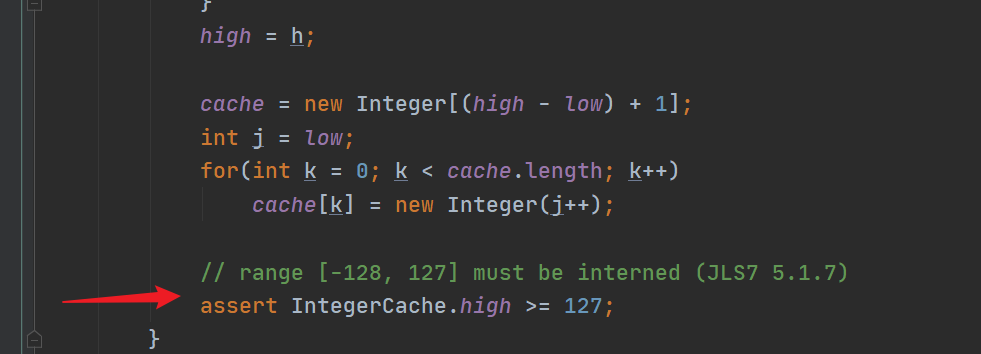 }
high = h;
cache = new Integer[(high - low) + 1];
int j = low;
for(int k = 0; k < cache.length; k++)
cache[k] = new Integer(j++);
// range [-128, 127] must be interned (JLS7 5.1.7)
assert IntegerCache.high >= 127;
}